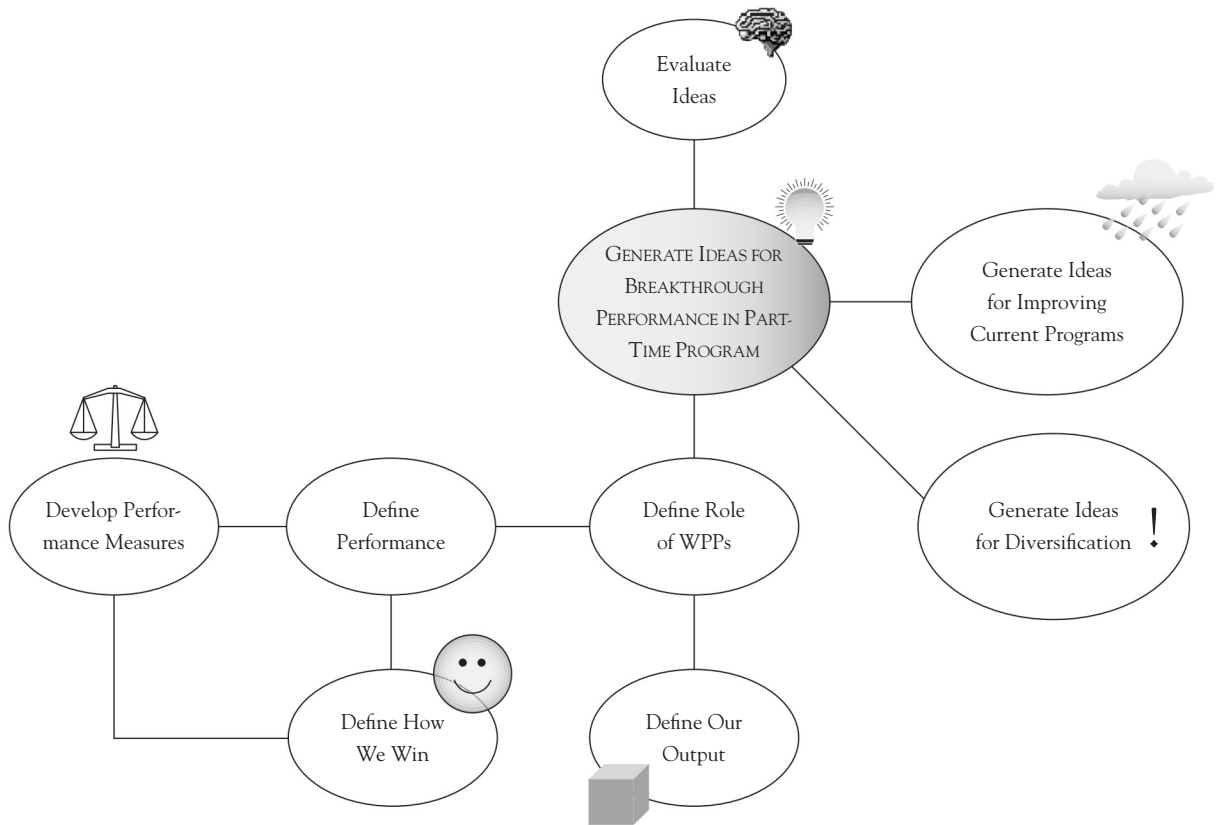 Evaluate
Ideas
GENERATE IDEAS FOR
BREAKTHROUGH
PERFORMANCE IN PART-
TIME PROGRAM
Generate Ideas
for Improving
Current Programs
Develop Perfor-
mance Measures
Define
Performance
Define Role
of WPPs
Generate Ideas
for Diversification !
Define How
We Win
Define Our
Output